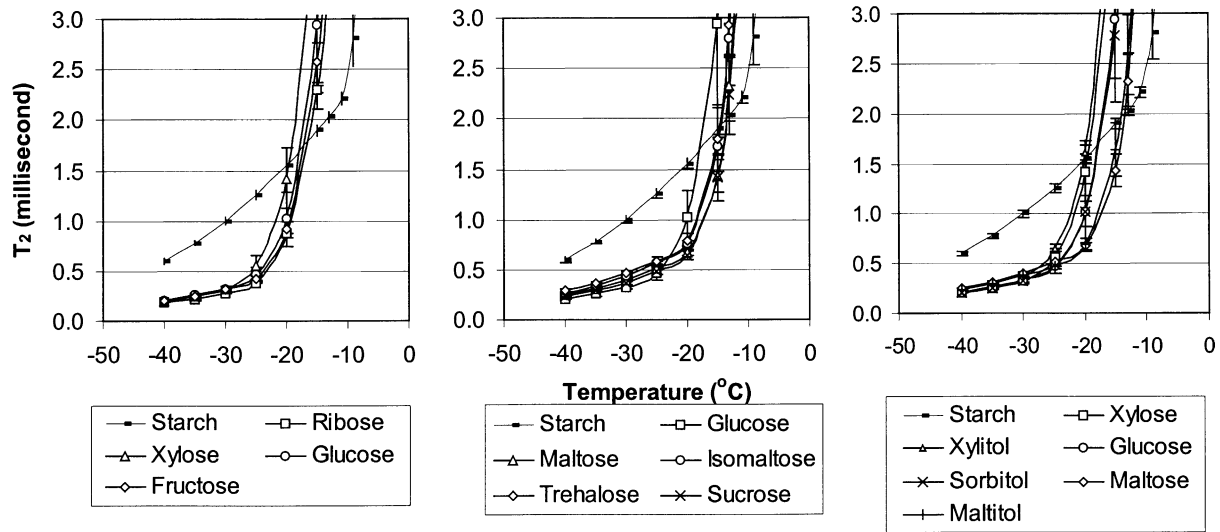 T2 (millisecond)
3.0
2.5
2.0
1.5
1.0
0.5
0.0
-50 -40 -30 -20 -10 0
3.0
2.5
2.0
1.5
1.0
0.5
0.0
-50 -40 -30 -20 -10 0
3.0
2.5
2.0
1.5
1.0
0.5
0.0
-50 -40 -30 -20 -10 0
Temperature (°C)
Starch Ribose
Xylose Glucose
Fructose
Starch Glucose
Maltose Isomaltose
Trehalose Sucrose
Starch Xylose
Xylitol Glucose
Sorbitol Maltose
Maltitol